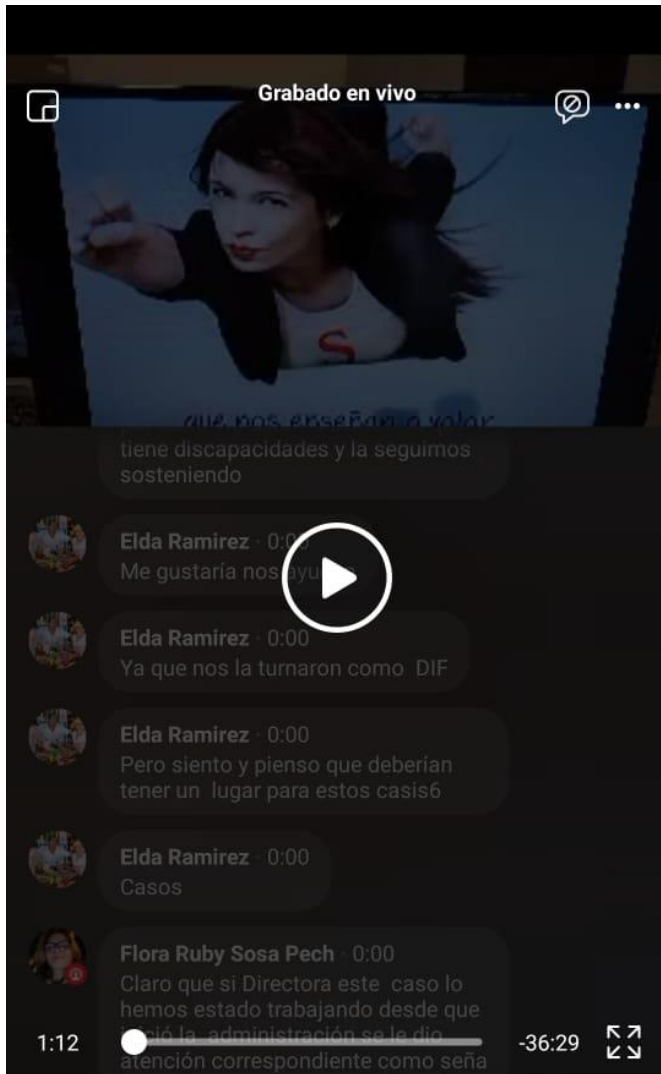 Grabado en vivo
S
que nos enseñan a volar
tiene discapacidades y la seguimos
sosteniendo
Elda Ramirez · 0:00
Me gustaría nos
Elda Ramirez · 0:00
Ya que nos la turnaron como DIF
Elda Ramirez · 0:00
Pero siento y pienso que deberían
tener un lugar para estos casis6
Elda Ramirez · 0:00
Casos
Flora Ruby Sosa Pech · 0:00
Claro que si Directora este caso lo
hemos estado trabajando desde que
inició la administración se le dio
atención correspondiente como seña
1:12
-36:29